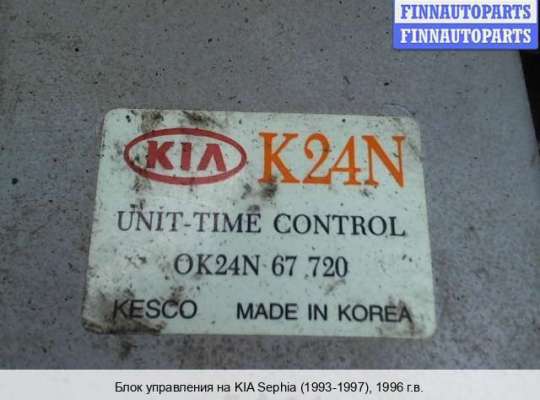 FINNAUTOPARTS
FINNAUTOPARTS
KIA K24N
UNIT-TIME CONTROL
OK24N 67 720
KESCO MADE IN KOREA
Блок управления на KIA Sephia (1993-1997), 1996 г.в.